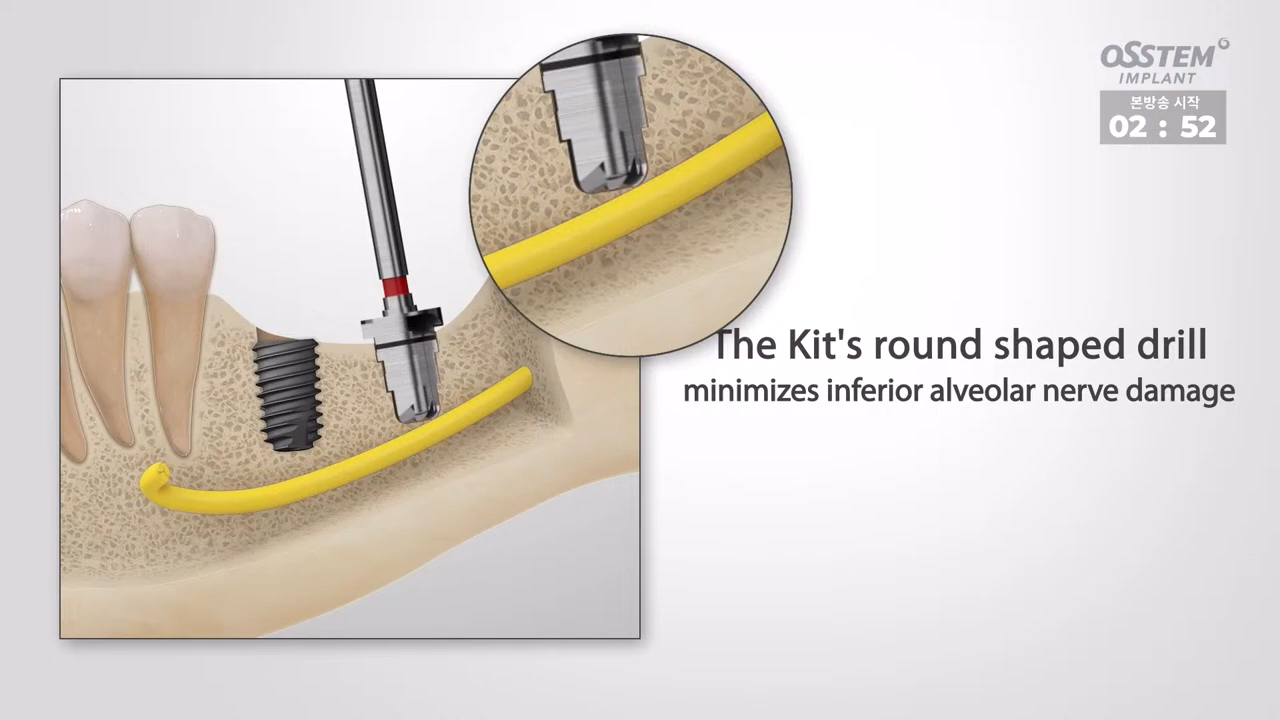 OSSTEM
IMPLANT
본방송 시작
02 : 52
The Kit's round shaped drill
minimizes inferior alveolar nerve damage